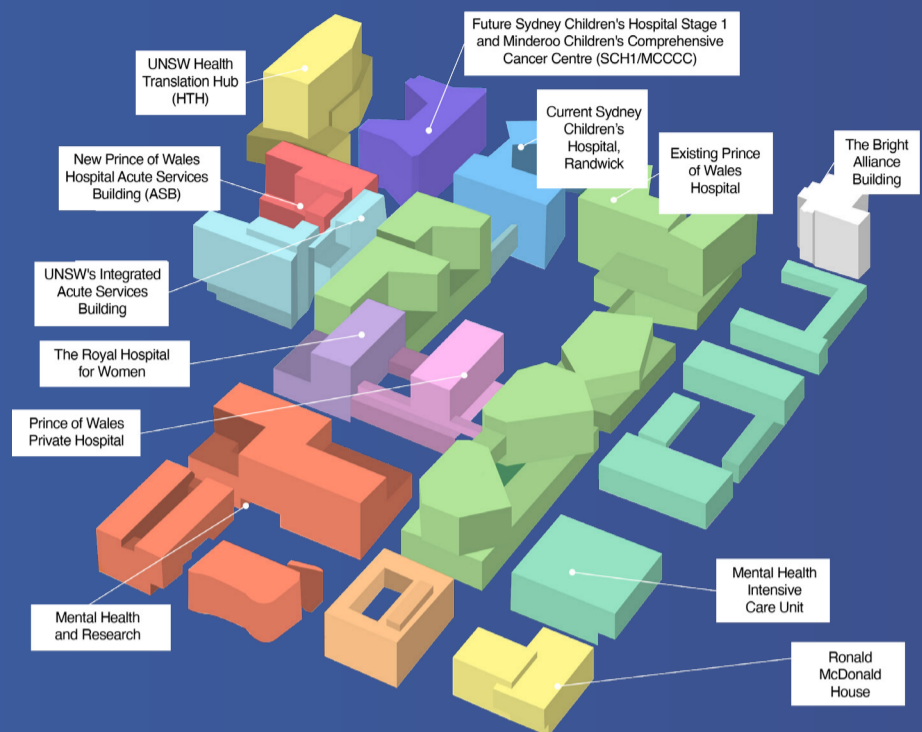 Future Sydney Children's Hospital Stage 1
and Minderoo Children's Comprehensive
Cancer Centre (SCH1/MCCCC)
UNSW Health
Translation Hub
(HTH)
Current Sydney
Children's
Hospital,
Randwick
Existing Prince
of Wales
Hospital
The Bright
Alliance
Building
New Prince of Wales
Hospital Acute Services
Building (ASB)
UNSW's Integrated
Acute Services
Building
The Royal Hospital
for Women
Prince of Wales
Private Hospital
Mental Health
and Research
Mental Health
Intensive
Care Unit
Ronald
McDonald
House